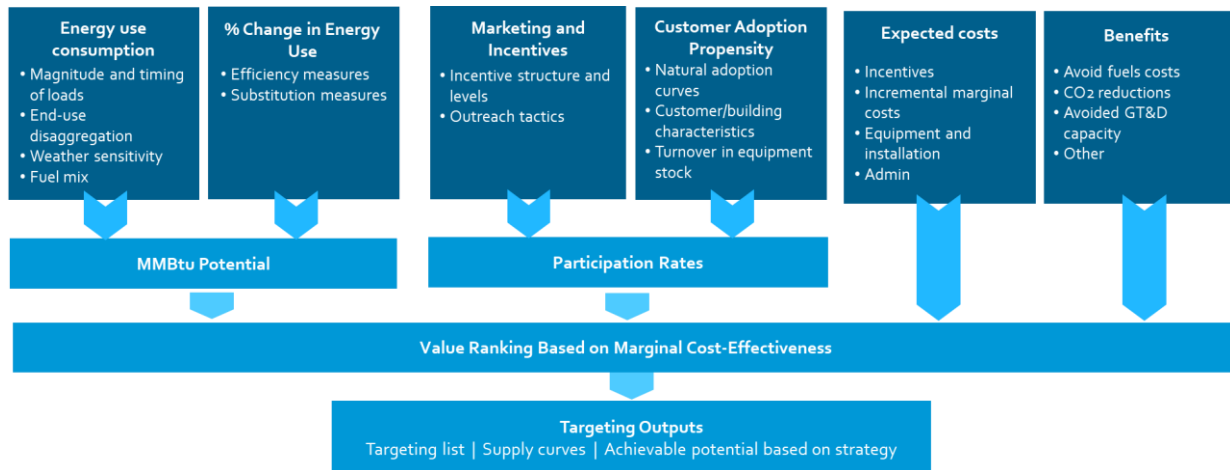 Energy use
consumption
• Magnitude and timing
of loads
• End-use
disaggregation
• Weather sensitivity
• Fuel mix
% Change in Energy
Use
• Efficiency measures
• Substitution measures
Marketing and
Incentives
• Incentive structure and
levels
• Outreach tactics
Customer Adoption
Propensity
• Natural adoption
curves
• Customer/building
characteristics
• Turnover in equipment
stock
Expected costs
• Incentives
• Incremental marginal
costs
• Equipment and
installation
• Admin
Benefits
• Avoid fuels costs
• CO2 reductions
• Avoided GT&D
capacity
• Other
MMBtu Potential
Participation Rates
Value Ranking Based on Marginal Cost-Effectiveness
Targeting Outputs
Targeting list | Supply curves | Achievable potential based on strategy